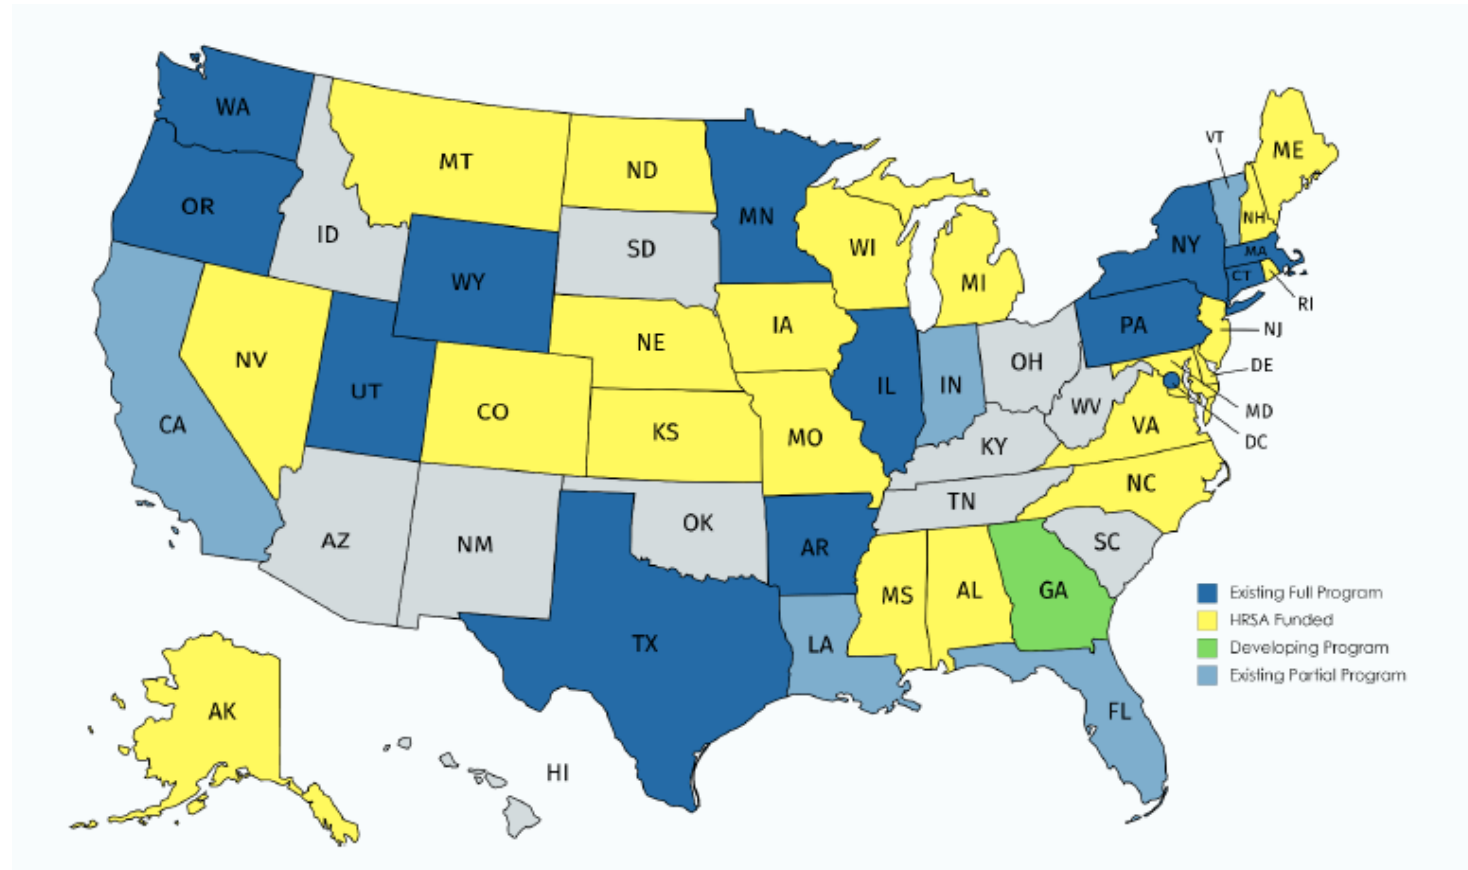 WA
MT
ND
MN
VT
ME
OR
ID
SD
WI
NH
NY
MA
WY
MI
CT
RI
IA
PA
NJ
NE
NV
OH
DE
UT
IL
IN
CO
WV
MD
CA
KS
MO
VA
DC
KY
NC
TN
OK
AZ
NM
AR
SC
MS
AL
GA
Existing Full Program
HRSA Funded
TX
LA
Developing Program
Existing Partial Program
AK
FL
HI